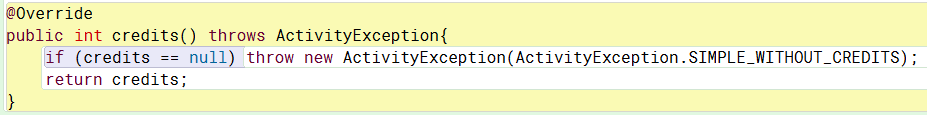 @Override
public int credits() throws ActivityException{
if (credits == null) throw new ActivityException(ActivityException.SIMPLE_WITHOUT_CREDITS);
return credits;
}